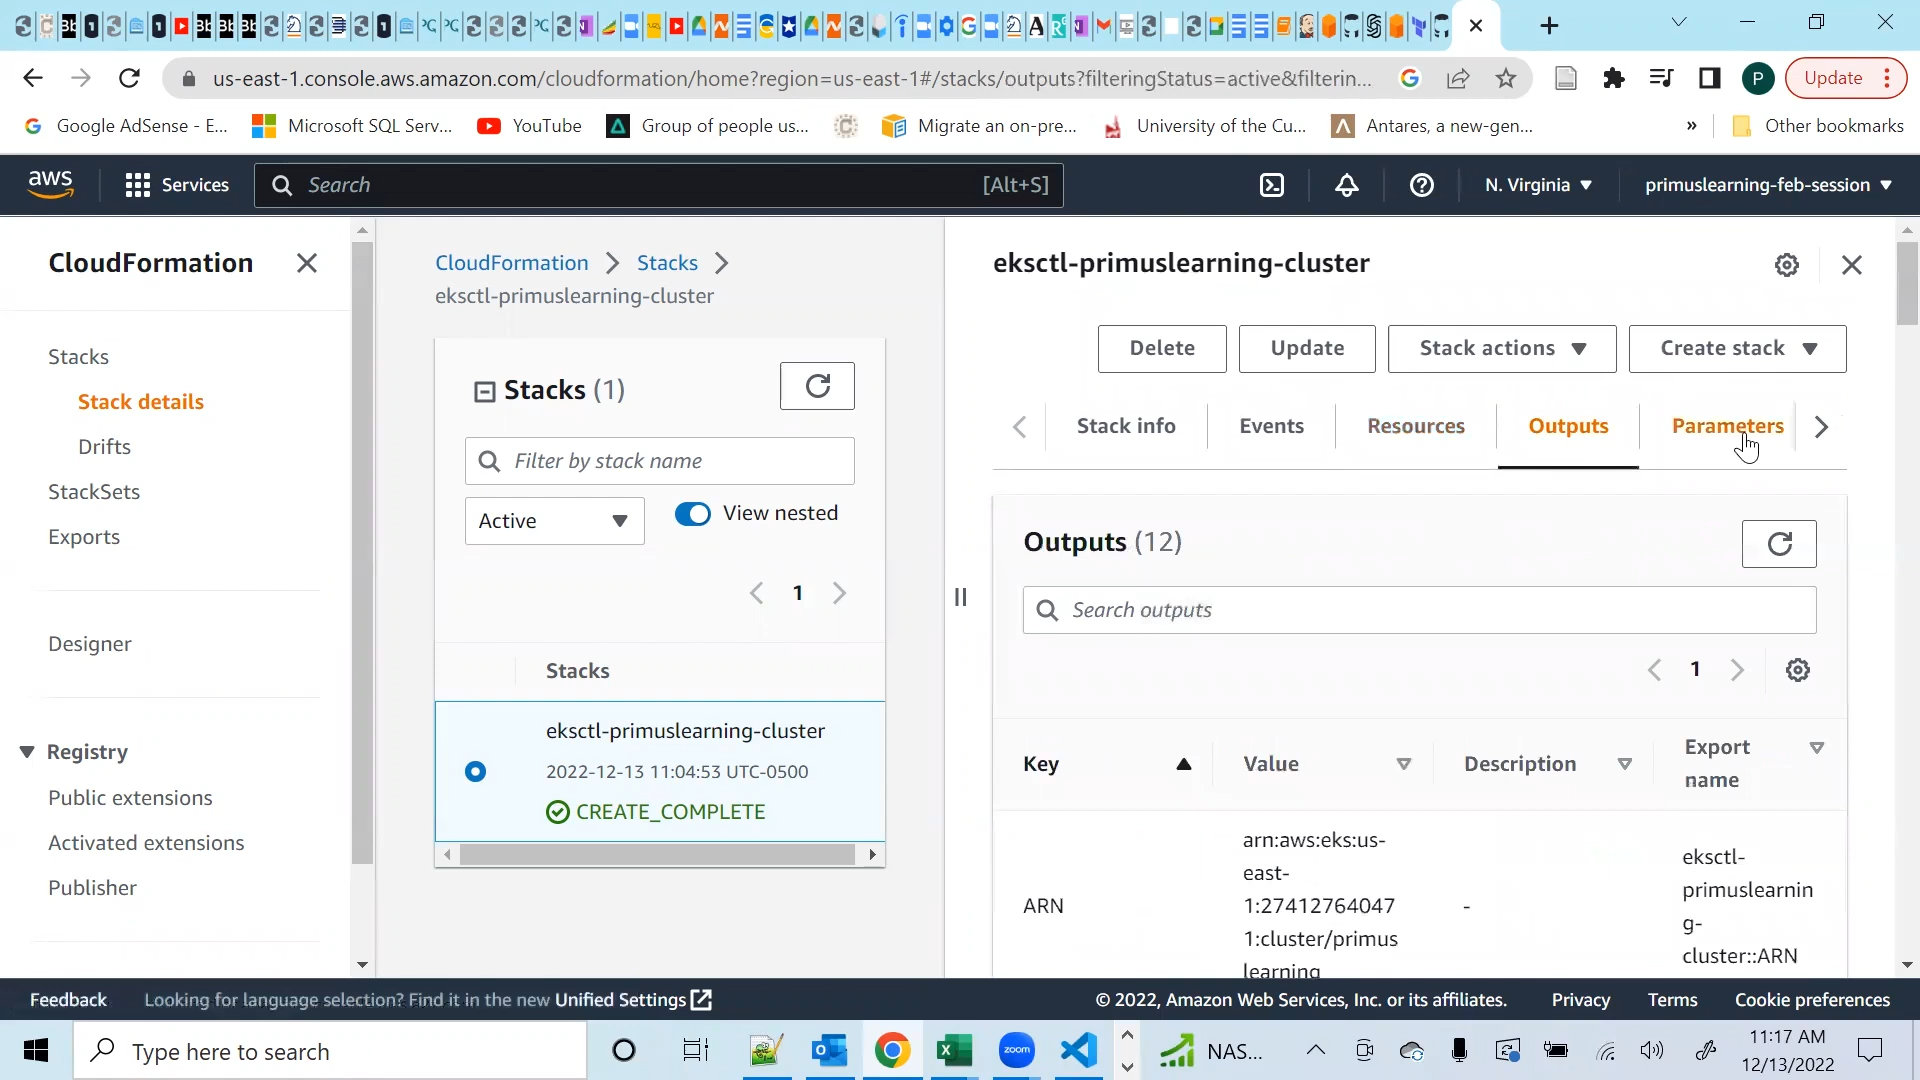 us-east-1.console.aws.amazon.com/cloudformation/home?region=us-east-1#/stacks/outputs?filteringStatus=active&filterin...
P
Update
Google AdSense - E...
Microsoft SQL Serv...
YouTube
Group of people us...
Migrate an on-pre...
University of the Cu...
Antares, a new-gen...
»
Other bookmarks
aws
Services
Search
[Alt+S]
N. Virginia
primuslearning-feb-session
CloudFormation
Stacks
Stack details
Drifts
StackSets
Exports
Designer
Registry
Public extensions
Activated extensions
Publisher
CloudFormation
Stacks
eksctl-primuslearning-cluster
Stacks (1)
Filter by stack name
Active
View nested
1
Stacks
eksctl-primuslearning-cluster
2022-12-13 11:04:53 UTC-0500
CREATE_COMPLETE
eksctl-primuslearning-cluster
Delete
Update
Stack actions
Create stack
Stack info
Events
Resources
Outputs
Parameters
Outputs (12)
Search outputs
1
Key
Value
Description
Export
name
ARN
arn:aws:eks:us-
east-
1:27412764047
1:cluster/primus
learning
-
eksctl-
primuslearnin
g-
cluster::ARN
Feedback
Looking for language selection? Find it in the new Unified Settings
© 2022, Amazon Web Services, Inc. or its affiliates.
Privacy
Terms
Cookie preferences
Type here to search
zoom
NAS...
11:17 AM
12/13/2022